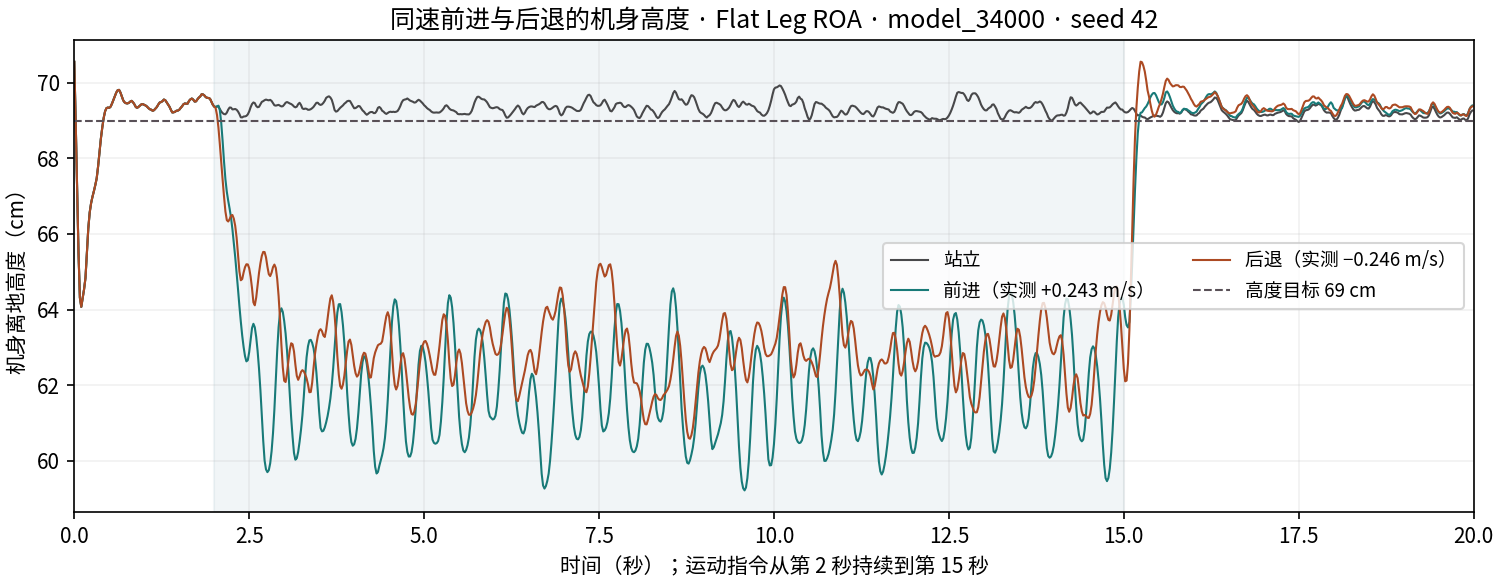 同速前进与后退的机身高度 · Flat Leg ROA · model_34000 · seed 42
机身离地高度（cm）
70
68
66
64
62
60
站立
前进（实测 +0.243 m/s）
后退（实测 −0.246 m/s）
高度目标 69 cm
0.0 2.5 5.0 7.5 10.0 12.5 15.0 17.5 20.0
时间（秒）；运动指令从第 2 秒持续到第 15 秒